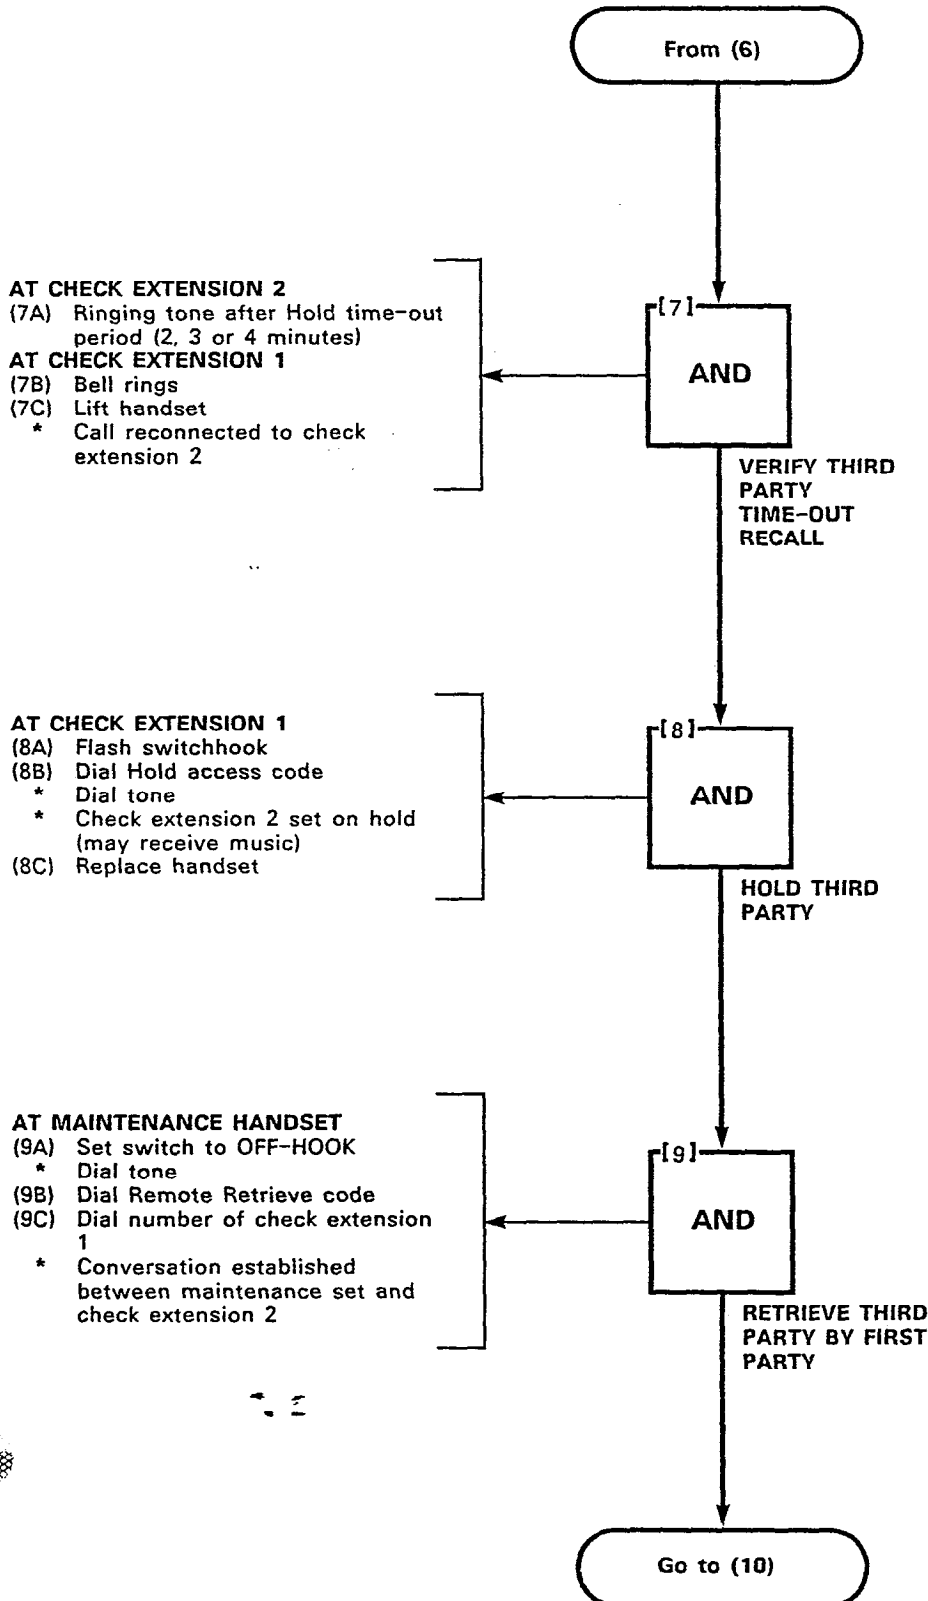 From (6)
AT CHECK EXTENSION 2
(7A) Ringing tone after Hold time-out
period (2, 3 or 4 minutes)
AT CHECK EXTENSION 1
(7B) Bell rings
(7C) Lift handset
* Call reconnected to check
extension 2
[7]
AND
VERIFY THIRD
PARTY
TIME-OUT
RECALL
AT CHECK EXTENSION 1
(8A) Flash switchhook
(8B) Dial Hold access code
* Dial tone
* Check extension 2 set on hold
(may receive music)
(8C) Replace handset
[8]
AND
HOLD THIRD
PARTY
AT MAINTENANCE HANDSET
(9A) Set switch to OFF-HOOK
* Dial tone
(9B) Dial Remote Retrieve code
(9C) Dial number of check extension
1
* Conversation established
between maintenance set and
check extension 2
[9]
AND
RETRIEVE THIRD
PARTY BY FIRST
PARTY
Go to (10)